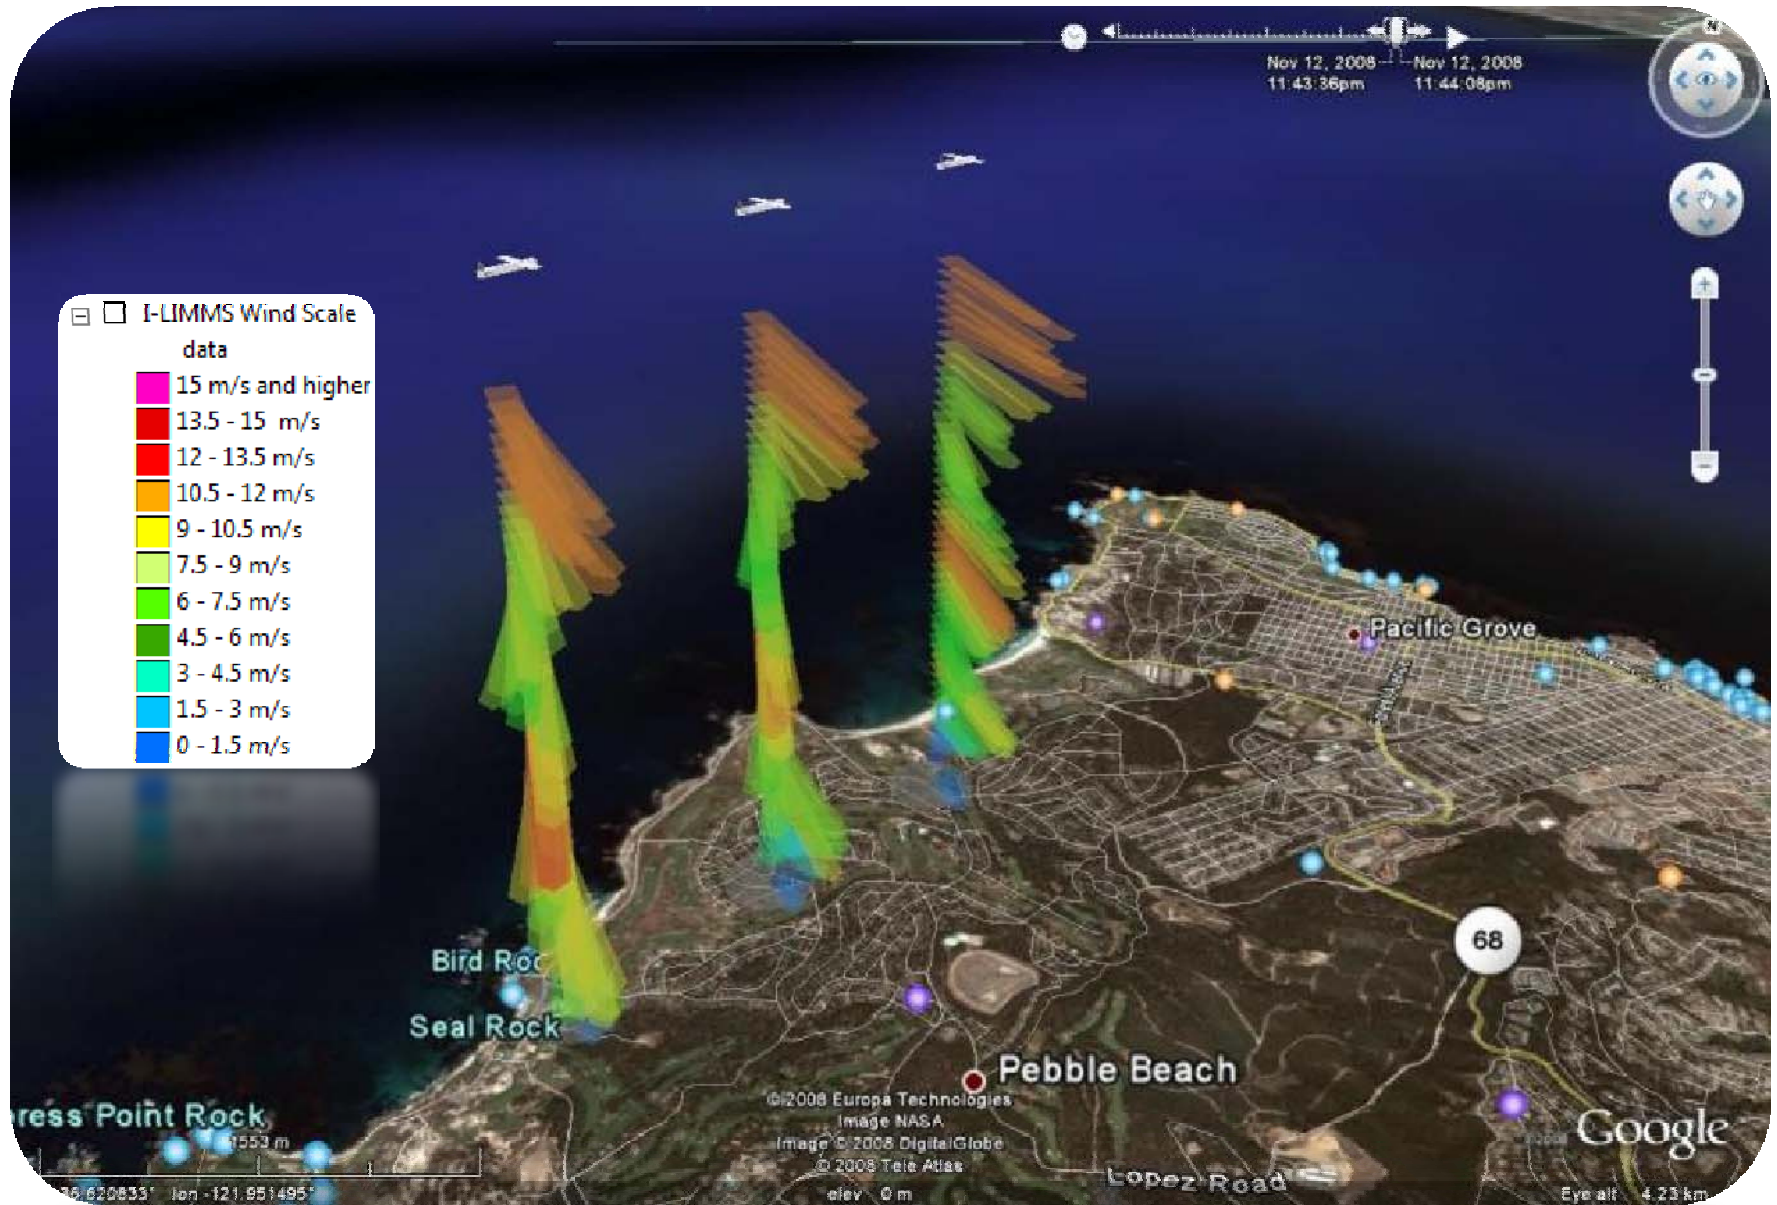 Nov 12, 2008
11:43:36pm
Nov 12, 2008
11:44:08pm
N
I-LIMMS Wind Scale
data
15 m/s and higher
13.5 - 15 m/s
12 - 13.5 m/s
10.5 - 12 m/s
9 - 10.5 m/s
7.5 - 9 m/s
6 - 7.5 m/s
4.5 - 6 m/s
3 - 4.5 m/s
1.5 - 3 m/s
0 - 1.5 m/s
Pacific Grove
68
Bird Roc
Seal Rock
Pebble Beach
ress Point Rock
1553 m
©2008 Europa Technologies
Image NASA
Image © 2008 DigitalGlobe
© 2008 Tele Atlas
Google
Lopez Road
36.620833° lon -121.951495°
elev 0 m
Eye alt 4.23 km